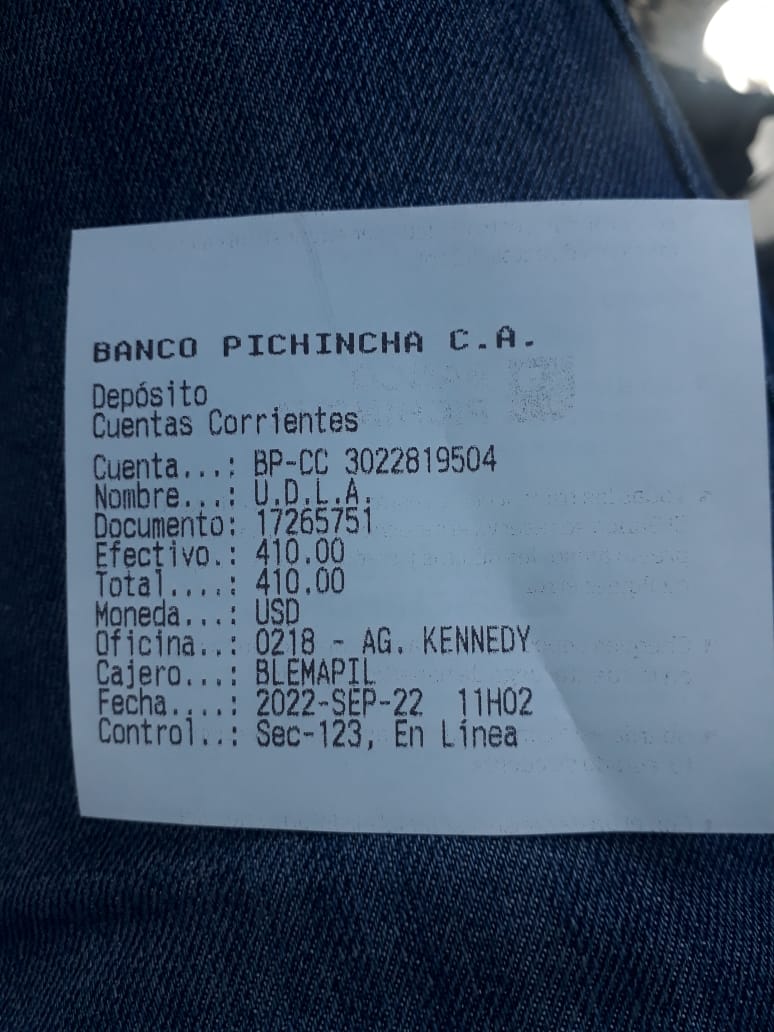 BANCO PICHINCHA C.A.
Depósito
Cuentas Corrientes
Cuenta...: BP-CC 3022819504
Nombre...: U.D.L.A.
Documento: 17265751
Efectivo.: 410.00
Total....: 410.00
Moneda...: USD
Oficina..: 0218 - AG. KENNEDY
Cajero...: BLEMAPIL
Fecha....: 2022-SEP-22 11H02
Control..: Sec-123, En Línea